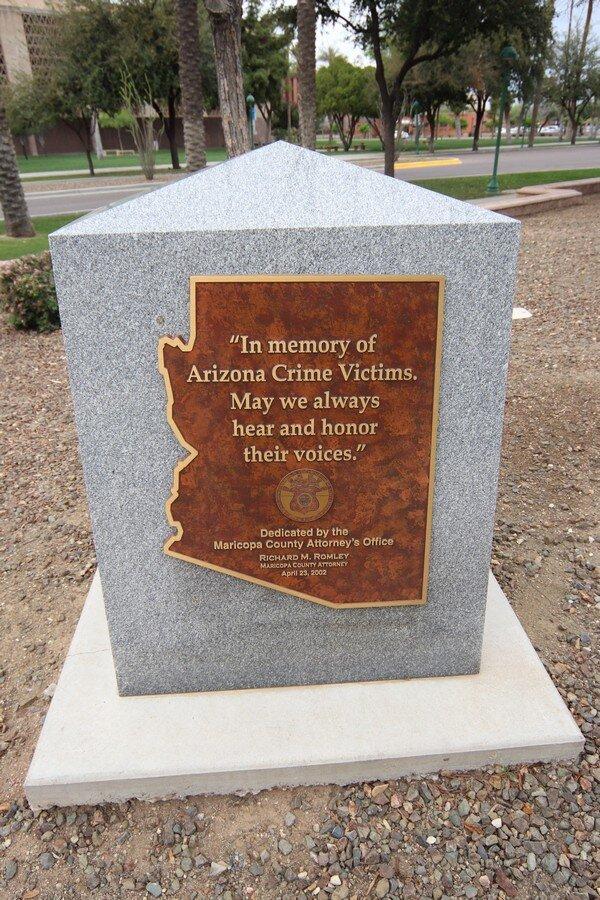 “In memory of
Arizona Crime Victims.
May we always
hear and honor
their voices.”
Dedicated by the
Maricopa County Attorney's Office
RICHARD M. ROMLEY
MARICOPA COUNTY ATTORNEY
April 23, 2002